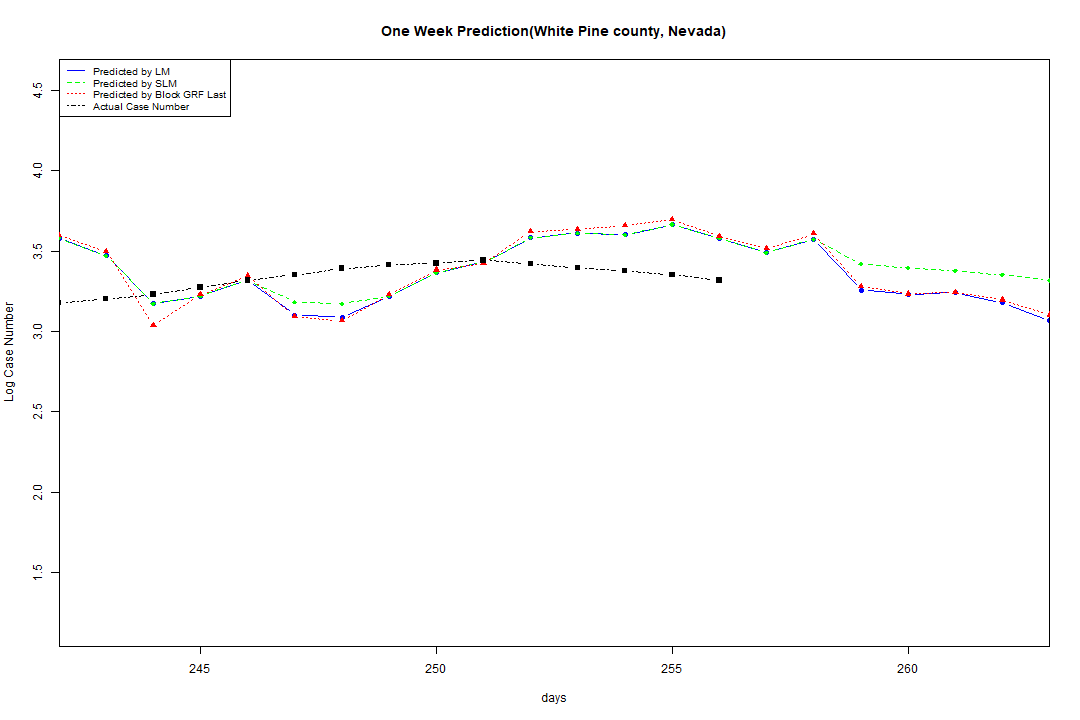 One Week Prediction(White Pine county, Nevada)
Predicted by LM
Predicted by SLM
Predicted by Block GRF Last
Actual Case Number
4.5
4.0
3.5
3.0
2.5
2.0
1.5
Log Case Number
245 250 255 260
days